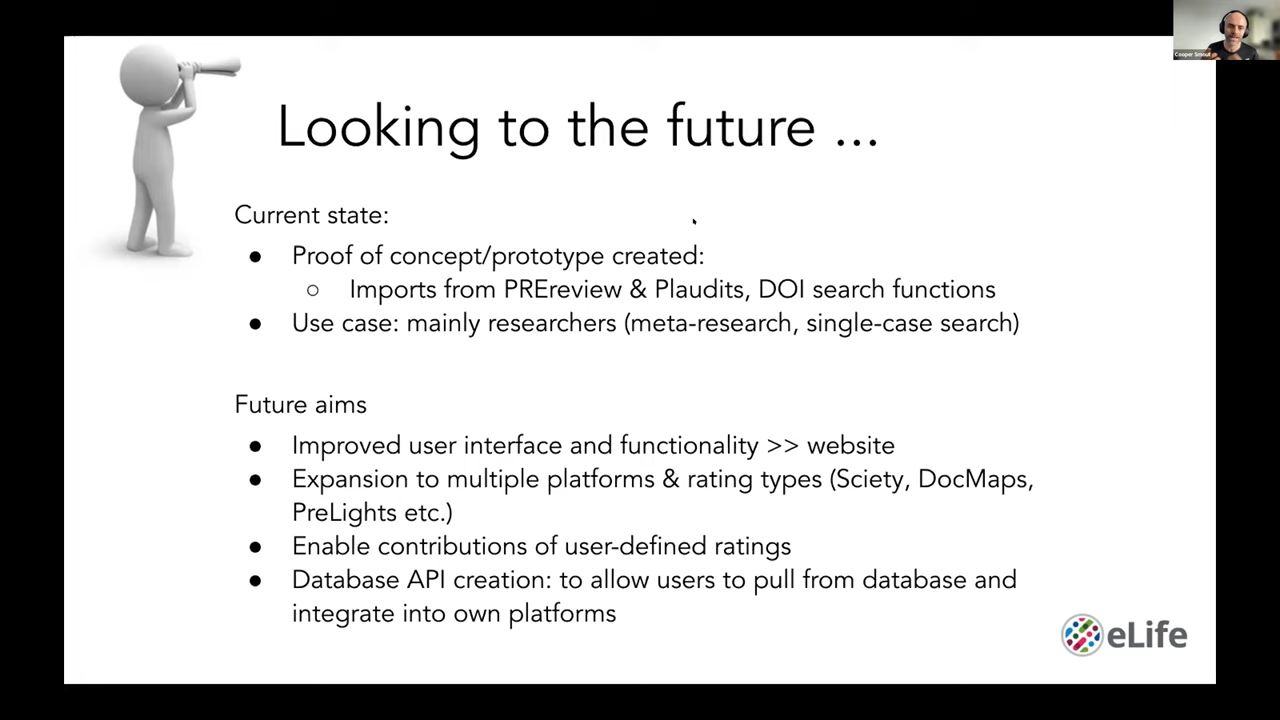 Cooper Smout
Looking to the future ...
Current state:
● Proof of concept/prototype created:
○ Imports from PREreview & Plaudits, DOI search functions
● Use case: mainly researchers (meta-research, single-case search)
Future aims
● Improved user interface and functionality >> website
● Expansion to multiple platforms & rating types (Sciety, DocMaps,
PreLights etc.)
● Enable contributions of user-defined ratings
● Database API creation: to allow users to pull from database and
integrate into own platforms
eLife